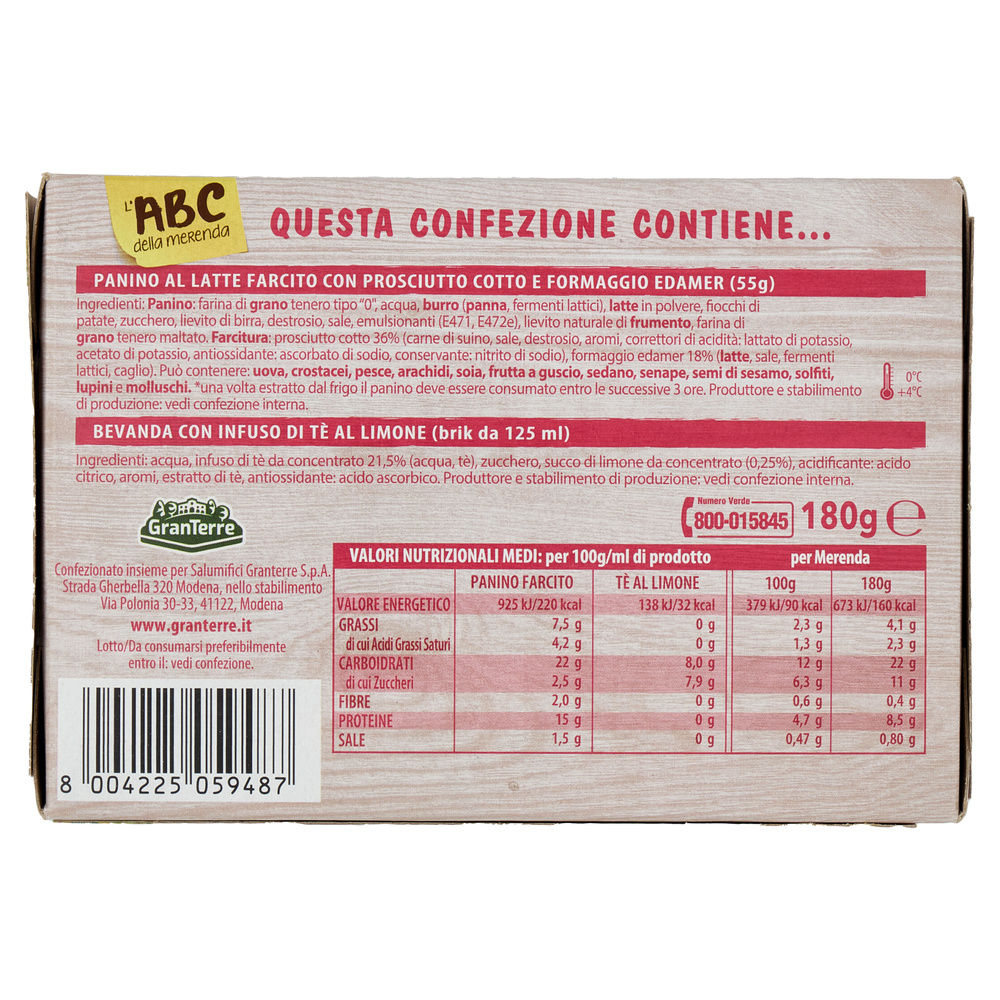 L'ABC
della merenda
QUESTA CONFEZIONE CONTIENE...
PANINO AL LATTE FARCITO CON PROSCIUTTO COTTO E FORMAGGIO EDAMER (55g)
Ingredienti: Panino: farina di grano tenero tipo "0", acqua, burro (panna, fermenti lattici), latte in polvere, fiocchi di
patate, zucchero, lievito di birra, destrosio, sale, emulsionanti (E471, E472e), lievito naturale di frumento, farina di
grano tenero maltato. Farcitura: prosciutto cotto 36% (carne di suino, sale, destrosio, aromi, correttori di acidità: lattato di potassio,
acetato di potassio, antiossidante: ascorbato di sodio, conservante: nitrito di sodio), formaggio edamer 18% (latte, sale, fermenti
lattici, caglio). Può contenere: uova, crostacei, pesce, arachidi, soia, frutta a guscio, sedano, senape, semi di sesamo, solfiti,
lupini e molluschi. *una volta estratto dal frigo il panino deve essere consumato entro le successive 3 ore. Produttore e stabilimento
di produzione: vedi confezione interna.
0°C
+4°C
BEVANDA CON INFUSO DI TÈ AL LIMONE (brik da 125 ml)
Ingredienti: acqua, infuso di tè da concentrato 21,5% (acqua, tè), zucchero, succo di limone da concentrato (0,25%), acidificante: acido
citrico, aromi, estratto di tè, antiossidante: acido ascorbico. Produttore e stabilimento di produzione: vedi confezione interna.
GranTerre
Numero Verde
800-015845
180g e
Confezionato insieme per Salumifici Granterre S.p.A.
Strada Gherbella 320 Modena, nello stabilimento
Via Polonia 30-33, 41122, Modena
www.granterre.it
Lotto/Da consumarsi preferibilmente
entro il: vedi confezione.
8 004225 059487
VALORI NUTRIZIONALI MEDI: per 100g/ml di prodotto per Merenda
PANINO FARCITO TÈ AL LIMONE 100g 180g
VALORE ENERGETICO 925 kJ/220 kcal 138 kJ/32 kcal 379 kJ/90 kcal 673 kJ/160 kcal
GRASSI 7,5 g 0 g 2,3 g 4,1 g
di cui Acidi Grassi Saturi 4,2 g 0 g 1,3 g 2,3 g
CARBOIDRATI 22 g 8,0 g 12 g 22 g
di cui Zuccheri 2,5 g 7,9 g 6,3 g 11 g
FIBRE 2,0 g 0 g 0,6 g 0,4 g
PROTEINE 15 g 0 g 4,7 g 8,5 g
SALE 1,5 g 0 g 0,47 g 0,80 g